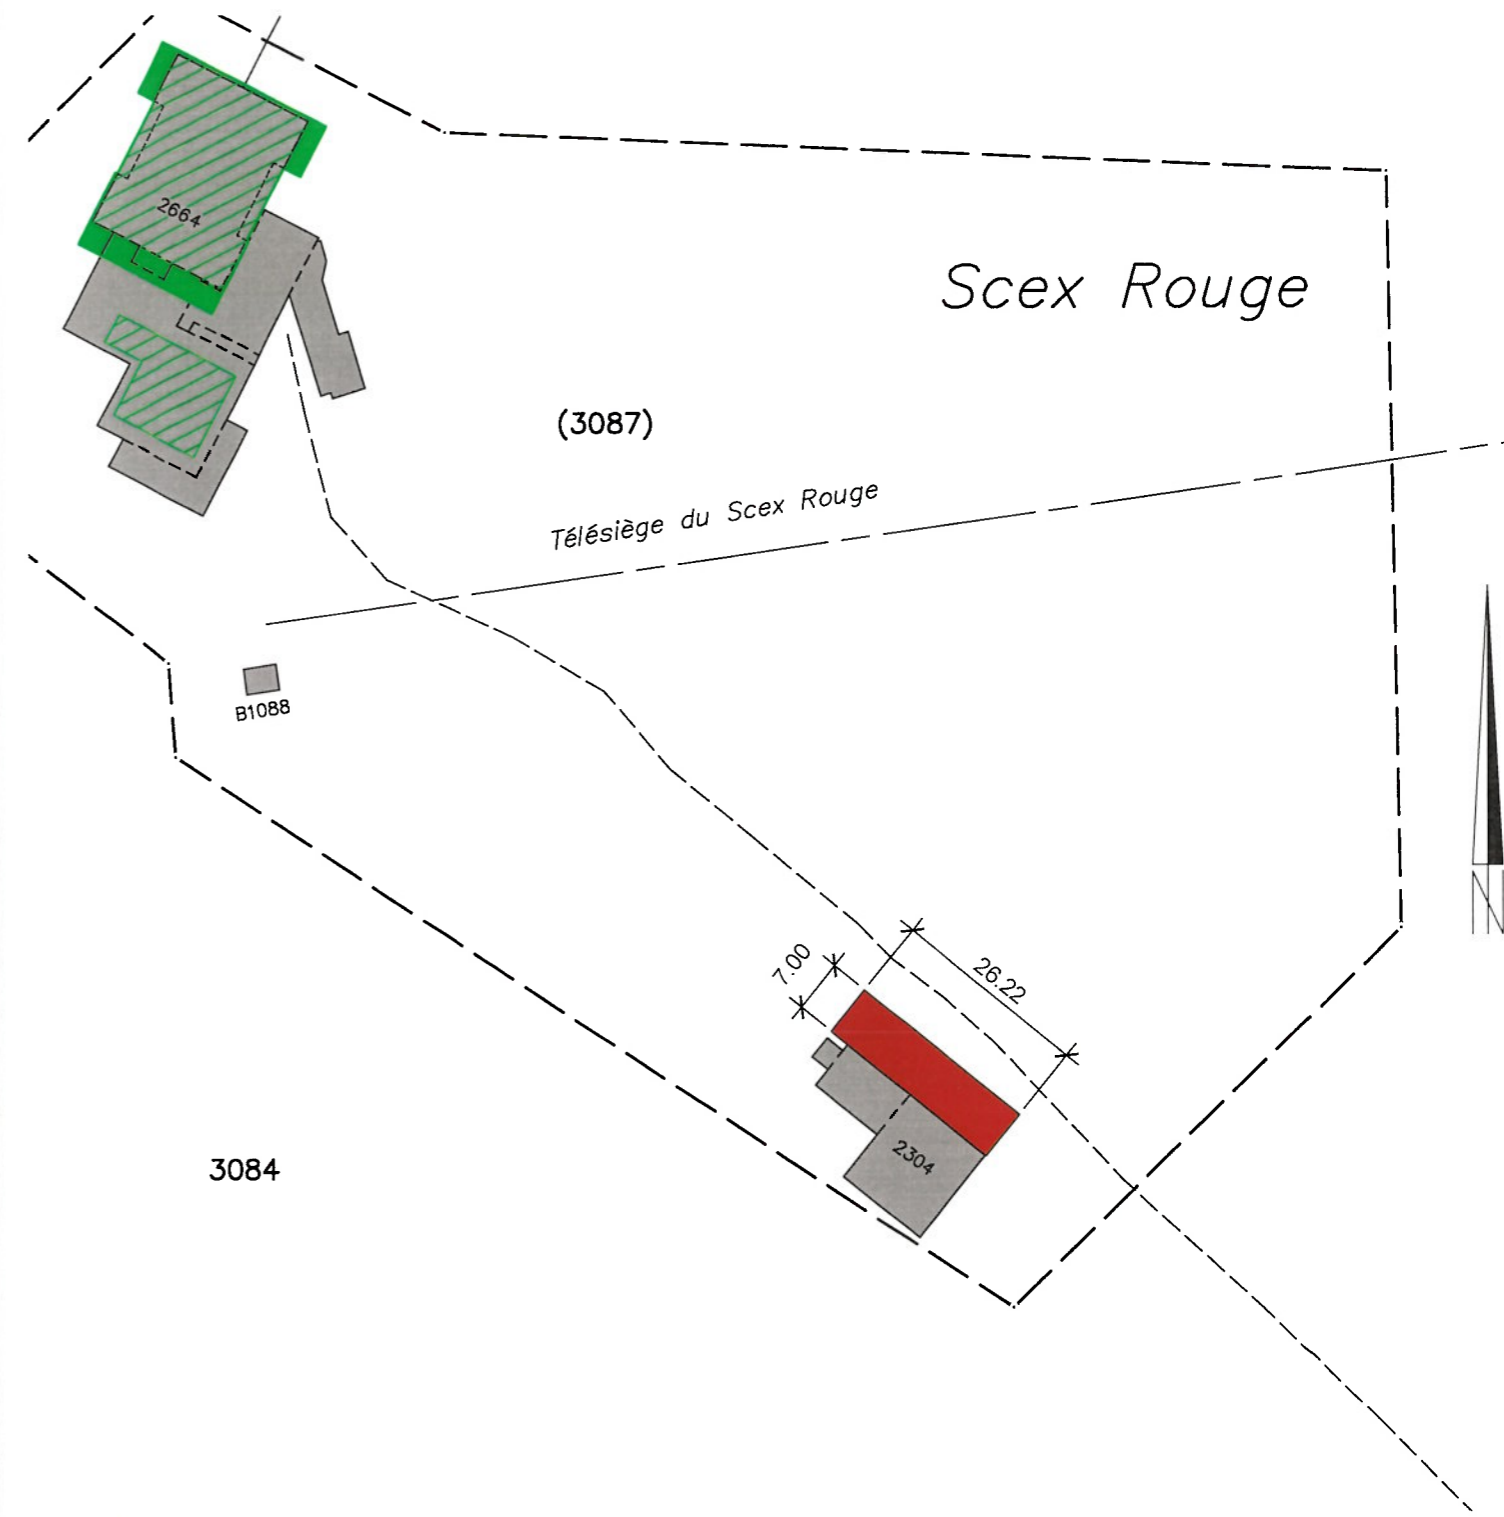 2664
Scex Rouge
(3087)
Télésiège du Scex Rouge
B1088
N
7.00
26.22
2304
3084